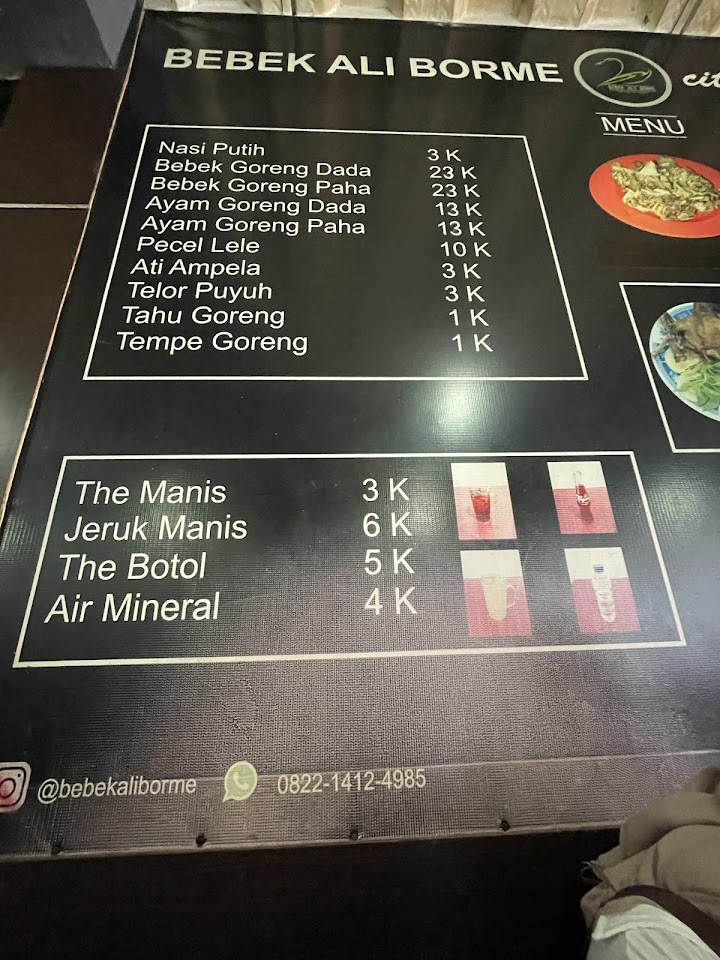 BEBEK ALI BORME
cit
MENU
Nasi Putih 3 K
Bebek Goreng Dada 23 K
Bebek Goreng Paha 23 K
Ayam Goreng Dada 13 K
Ayam Goreng Paha 13 K
Pecel Lele 10 K
Ati Ampela 3 K
Telor Puyuh 3 K
Tahu Goreng 1 K
Tempe Goreng 1 K
The Manis 3 K
Jeruk Manis 6 K
The Botol 5 K
Air Mineral 4 K
@bebekaliborme 0822-1412-4985